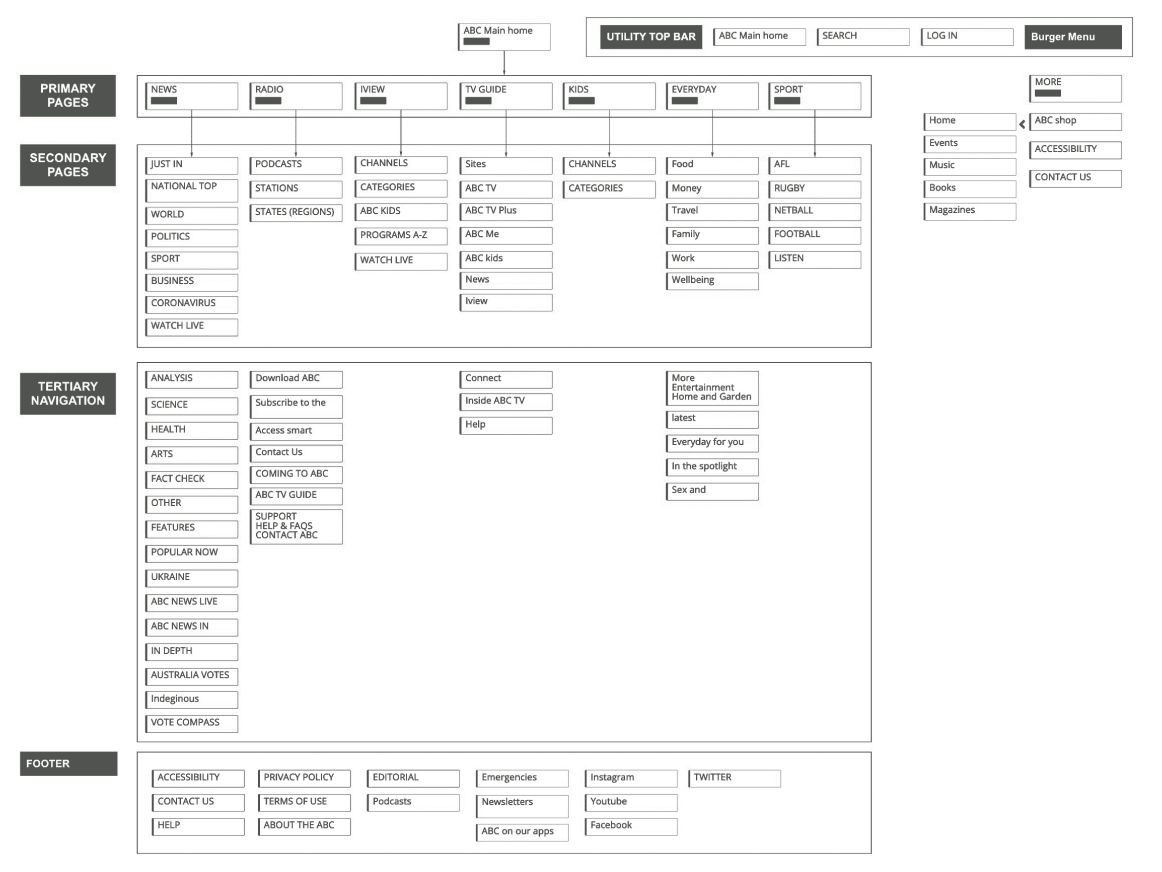 ABC Main home
UTILITY TOP BAR
ABC Main home
SEARCH
LOG IN
Burger Menu
PRIMARY
PAGES
NEWS
RADIO
IVIEW
TV GUIDE
KIDS
EVERYDAY
SPORT
MORE
Home
Events
Music
Books
Magazines
ABC shop
ACCESSIBILITY
CONTACT US
SECONDARY
PAGES
JUST IN
NATIONAL TOP
WORLD
POLITICS
SPORT
BUSINESS
CORONAVIRUS
WATCH LIVE
PODCASTS
STATIONS
STATES (REGIONS)
CHANNELS
CATEGORIES
ABC KIDS
PROGRAMS A-Z
WATCH LIVE
Sites
ABC TV
ABC TV Plus
ABC Me
ABC kids
News
Iview
CHANNELS
CATEGORIES
Food
Money
Travel
Family
Work
Wellbeing
AFL
RUGBY
NETBALL
FOOTBALL
LISTEN
TERTIARY
NAVIGATION
ANALYSIS
SCIENCE
HEALTH
ARTS
FACT CHECK
OTHER
FEATURES
POPULAR NOW
UKRAINE
ABC NEWS LIVE
ABC NEWS IN
IN DEPTH
AUSTRALIA VOTES
Indeginous
VOTE COMPASS
Download ABC
Subscribe to the
Access smart
Contact Us
COMING TO ABC
ABC TV GUIDE
SUPPORT
HELP & FAQS
CONTACT ABC
Connect
Inside ABC TV
Help
More
Entertainment
Home and Garden
latest
Everyday for you
In the spotlight
Sex and
FOOTER
ACCESSIBILITY
CONTACT US
HELP
PRIVACY POLICY
TERMS OF USE
ABOUT THE ABC
EDITORIAL
Podcasts
Emergencies
Newsletters
ABC on our apps
Instagram
Youtube
Facebook
TWITTER